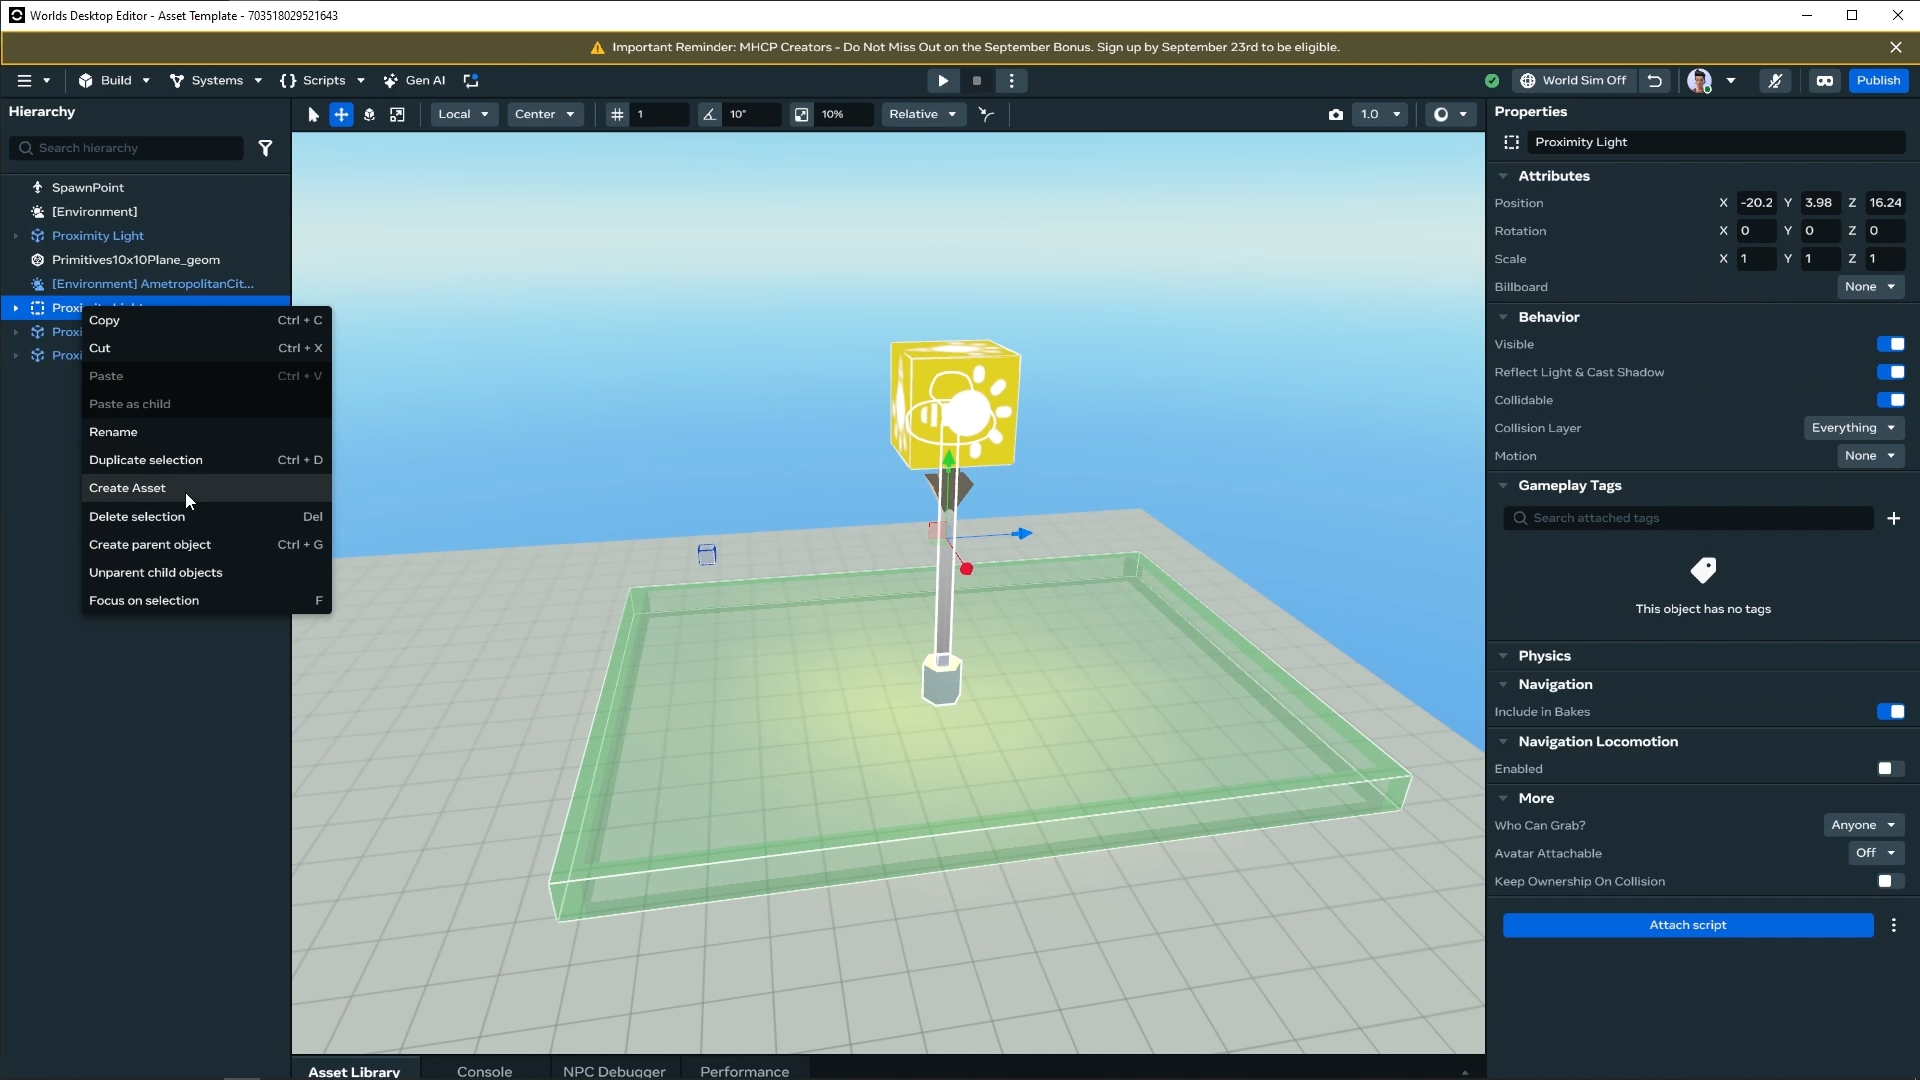 Worlds Desktop Editor - Asset Template - 703518029521643
Important Reminder: MHCP Creators - Do Not Miss Out on the September Bonus. Sign up by September 23rd to be eligible.
Build
Systems
Scripts
Gen AI
World Sim Off
Publish
Hierarchy
Local
Center
1
10°
10%
Relative
1.0
Properties
Search hierarchy
Proximity Light
SpawnPoint
[Environment]
Proximity Light
Primitives10x10Plane_geom
[Environment] AmetropolitanCit...
Copy Ctrl + C
Cut Ctrl + X
Paste Ctrl + V
Paste as child
Rename
Duplicate selection Ctrl + D
Create Asset
Delete selection Del
Create parent object Ctrl + G
Unparent child objects
Focus on selection F
Attributes
Position X -20.2 Y 3.98 Z 16.24
Rotation X 0 Y 0 Z 0
Scale X 1 Y 1 Z 1
Billboard None
Behavior
Visible
Reflect Light & Cast Shadow
Collidable
Collision Layer Everything
Motion None
Gameplay Tags
Search attached tags
This object has no tags
Physics
Navigation
Include in Bakes
Navigation Locomotion
Enabled
More
Who Can Grab? Anyone
Avatar Attachable Off
Keep Ownership On Collision
Attach script
Asset Library
Console
NPC Debugger
Performance